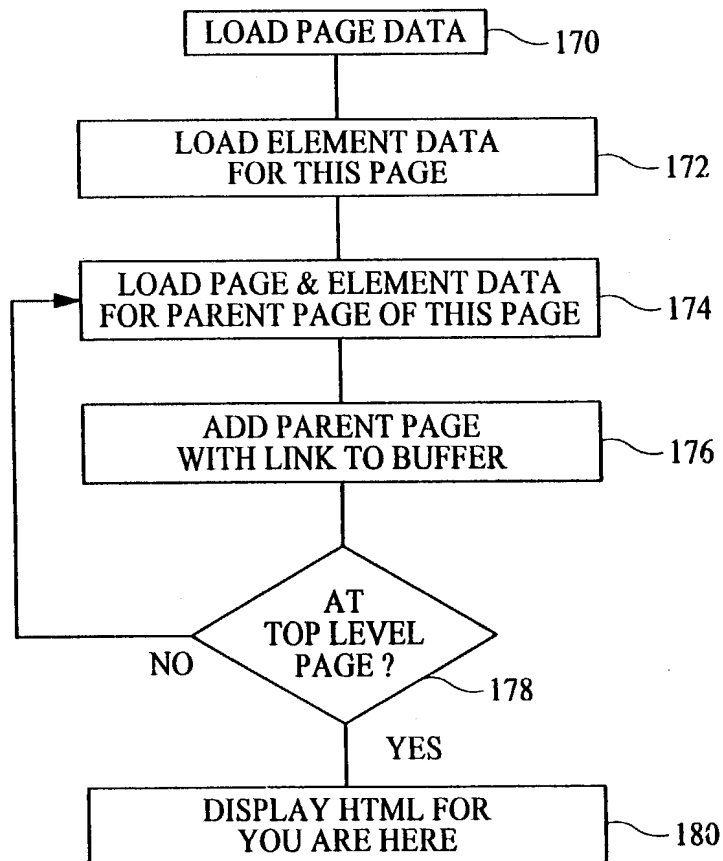 LOAD PAGE DATA
170
LOAD ELEMENT DATA
FOR THIS PAGE
172
LOAD PAGE & ELEMENT DATA
FOR PARENT PAGE OF THIS PAGE
174
ADD PARENT PAGE
WITH LINK TO BUFFER
176
AT
TOP LEVEL
PAGE ?
178
NO
YES
DISPLAY HTML FOR
YOU ARE HERE
180